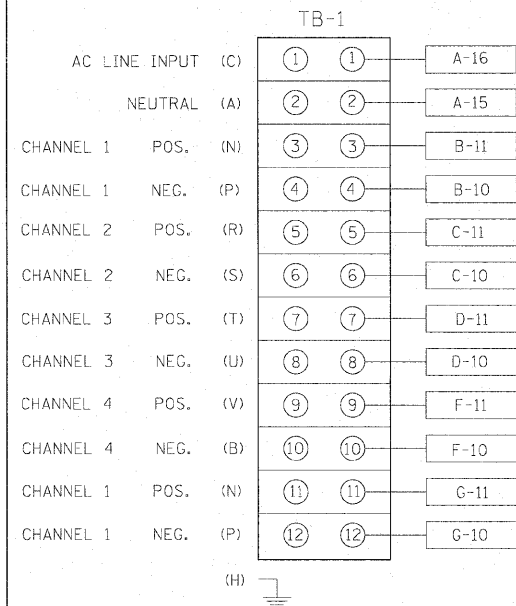 TB-1
AC LINE INPUT (C) 1 1 A-16
NEUTRAL (A) 2 2 A-15
CHANNEL 1 POS. (N) 3 3 B-11
CHANNEL 1 NEG. (P) 4 4 B-10
CHANNEL 2 POS. (R) 5 5 C-11
CHANNEL 2 NEG. (S) 6 6 C-10
CHANNEL 3 POS. (T) 7 7 D-11
CHANNEL 3 NEG. (U) 8 8 D-10
CHANNEL 4 POS. (V) 9 9 F-11
CHANNEL 4 NEG. (B) 10 10 F-10
CHANNEL 1 POS. (N) 11 11 G-11
CHANNEL 1 NEG. (P) 12 12 G-10
(H)